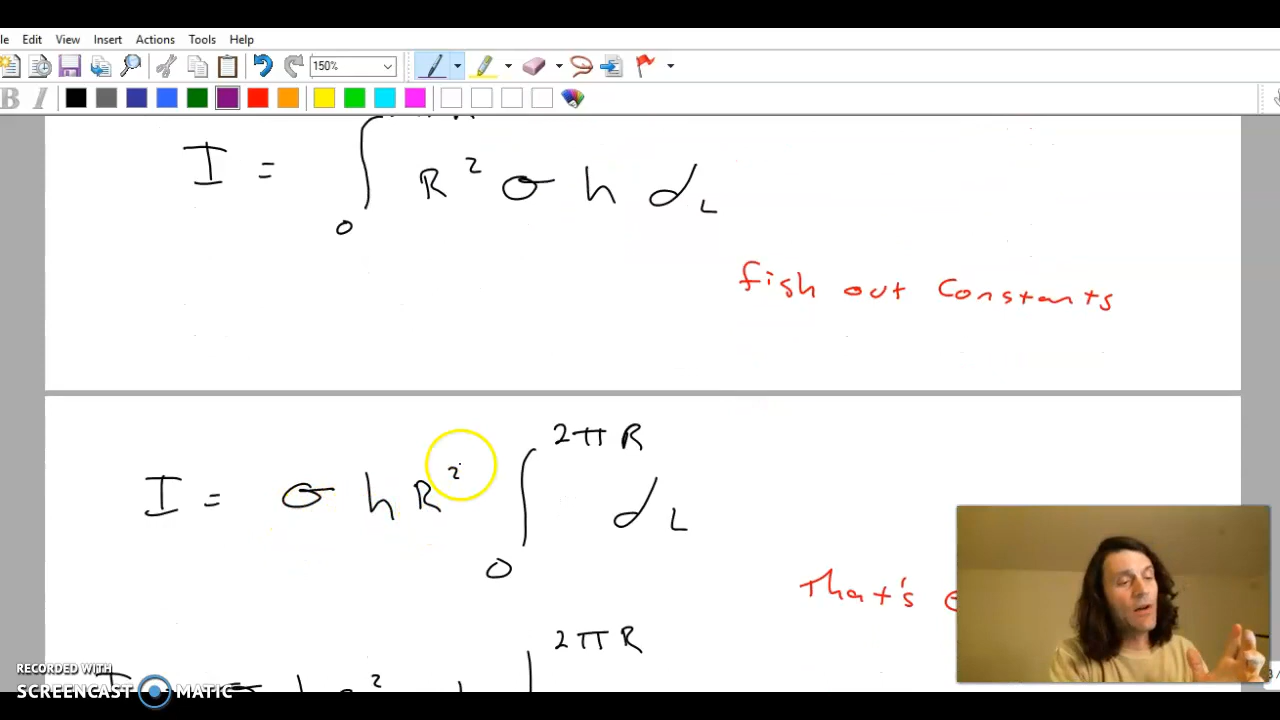 File Edit View Insert Actions Tools Help
150%
B I
I = ∫ R² σ h dL
0
fish out constants
2πR
I = σ h R² ∫ dL
0
That's
2πR
RECORDED WITH
SCREENCAST MATIC